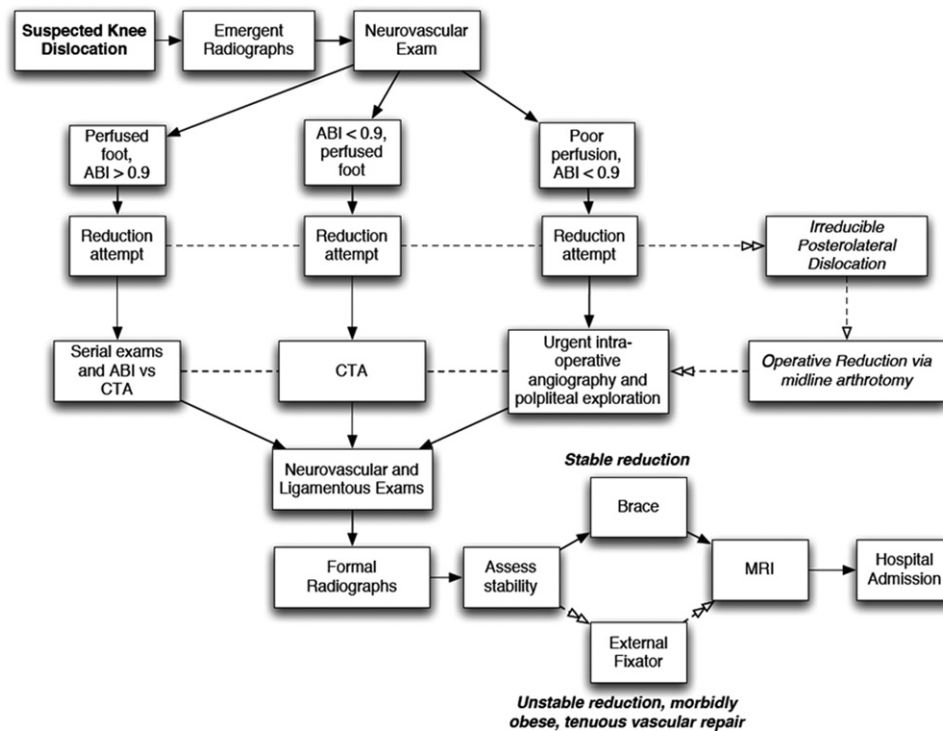 Suspected Knee
Dislocation
Emergent
Radiographs
Neurovascular
Exam
Perfused
foot,
ABI > 0.9
ABI < 0.9,
perfused
foot
Poor
perfusion,
ABI <0.9
Reduction
attempt
Reduction
attempt
Reduction
attempt
Irreducible
Posterolateral
Dislocation
Serial exams
and ABI vs
CTA
CTA
Urgent intra-
operative
angiography and
polpliteal exploration
Operative Reduction via
midline arthrotomy
Neurovascular and
Ligamentous Exams
Stable reduction
Brace
Formal
Radiographs
Assess
stability
MRI
Hospital
Admission
External
Fixator
Unstable reduction, morbidly
obese, tenuous vascular repair